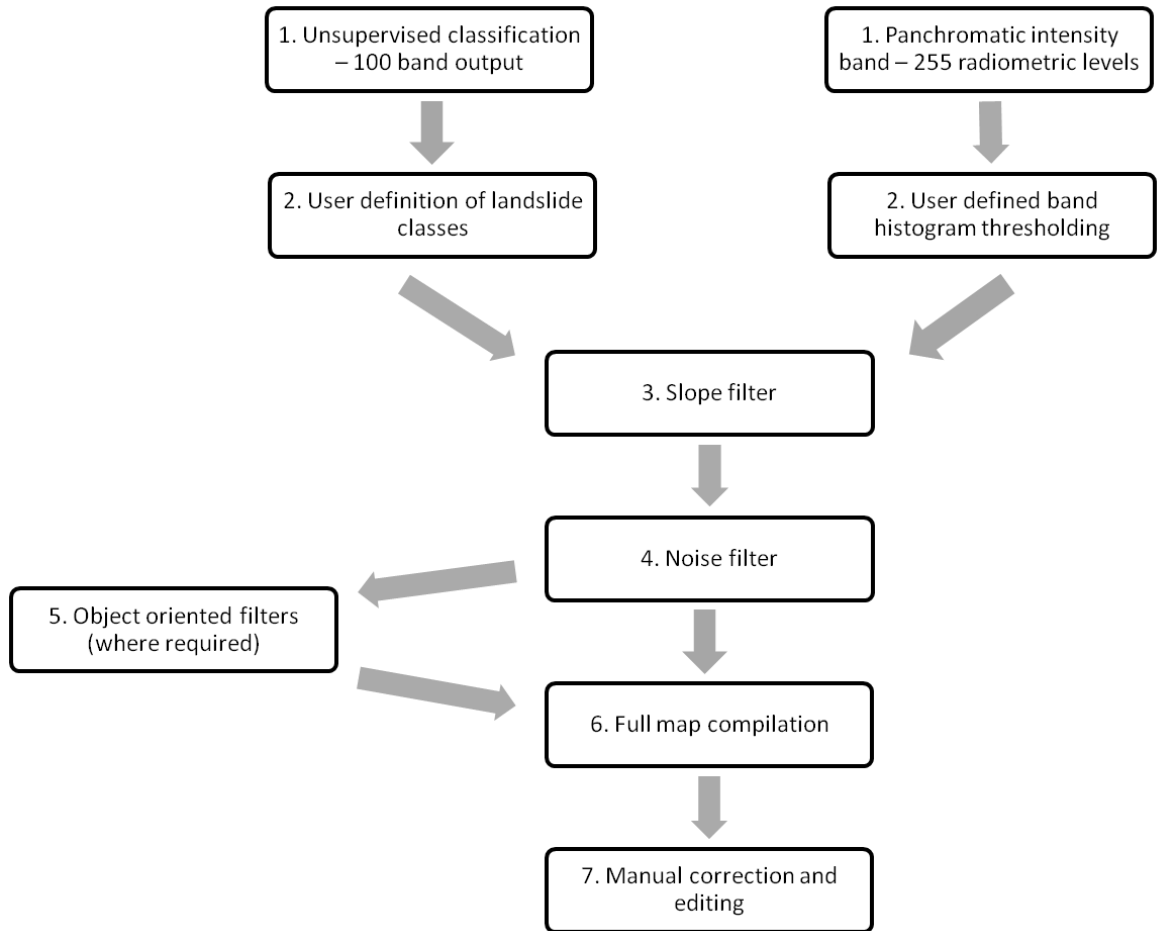 1. Unsupervised classification
– 100 band output
1. Panchromatic intensity
band – 255 radiometric levels
2. User definition of landslide
classes
2. User defined band
histogram thresholding
3. Slope filter
4. Noise filter
5. Object oriented filters
(where required)
6. Full map compilation
7. Manual correction and
editing